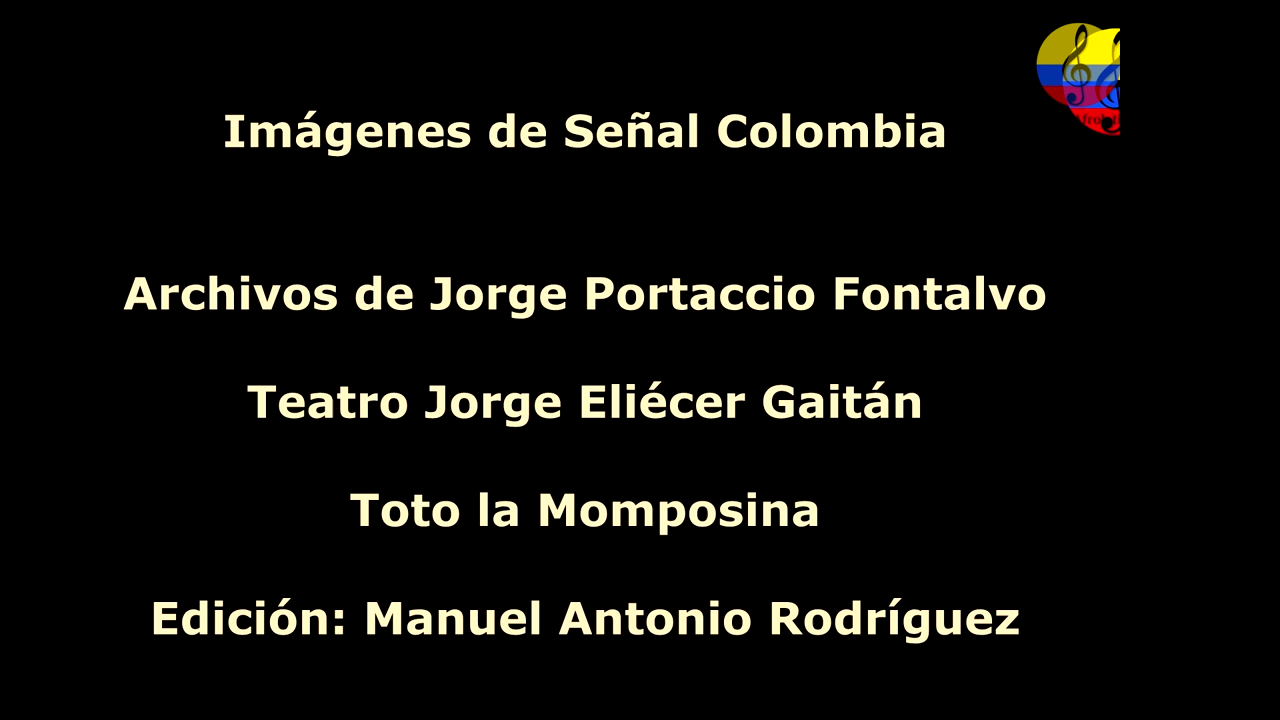 Imágenes de Señal Colombia
Archivos de Jorge Portaccio Fontalvo
Teatro Jorge Eliécer Gaitán
Toto la Momposina
Edición: Manuel Antonio Rodríguez